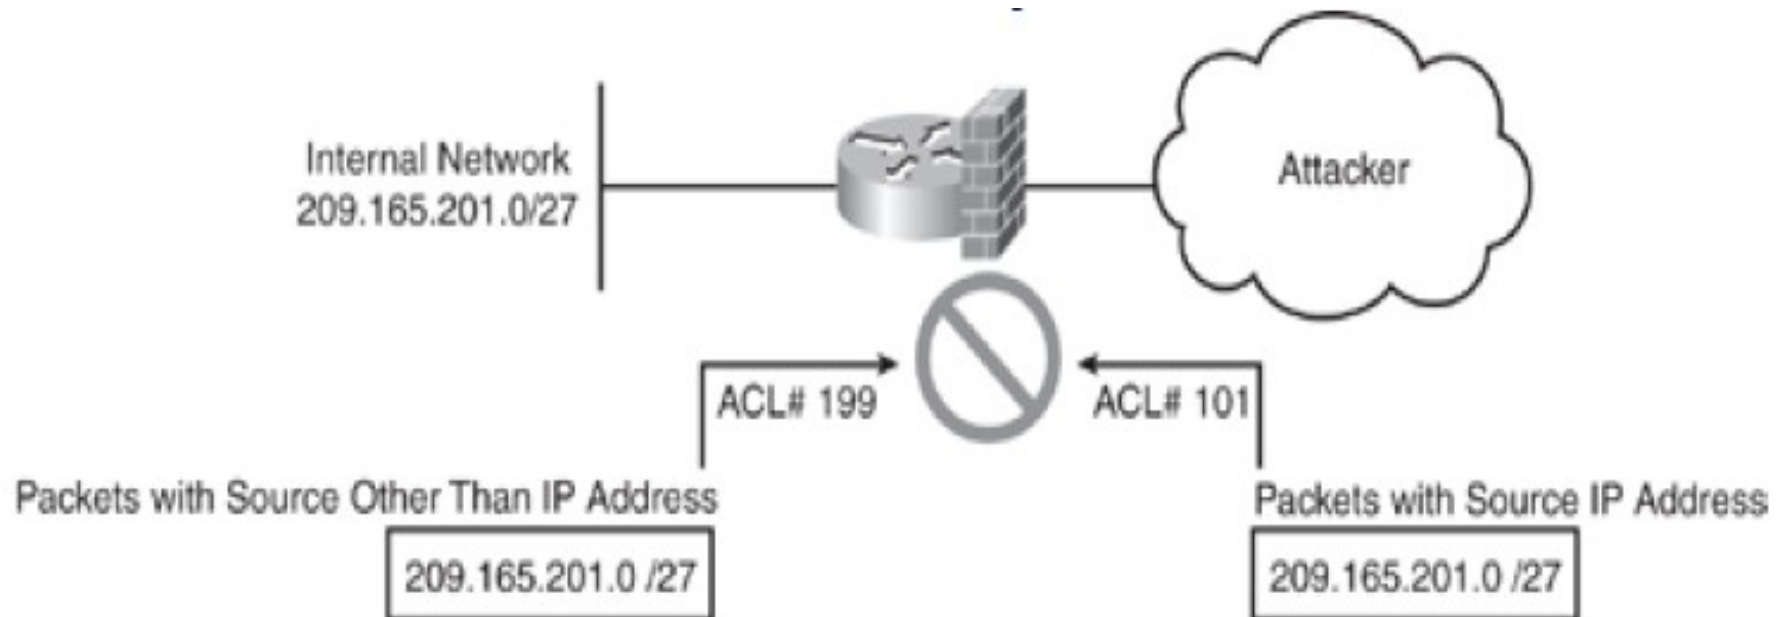 Internal Network
209.165.201.0/27
Attacker
ACL# 199
ACL# 101
Packets with Source Other Than IP Address
209.165.201.0 /27
Packets with Source IP Address
209.165.201.0 /27